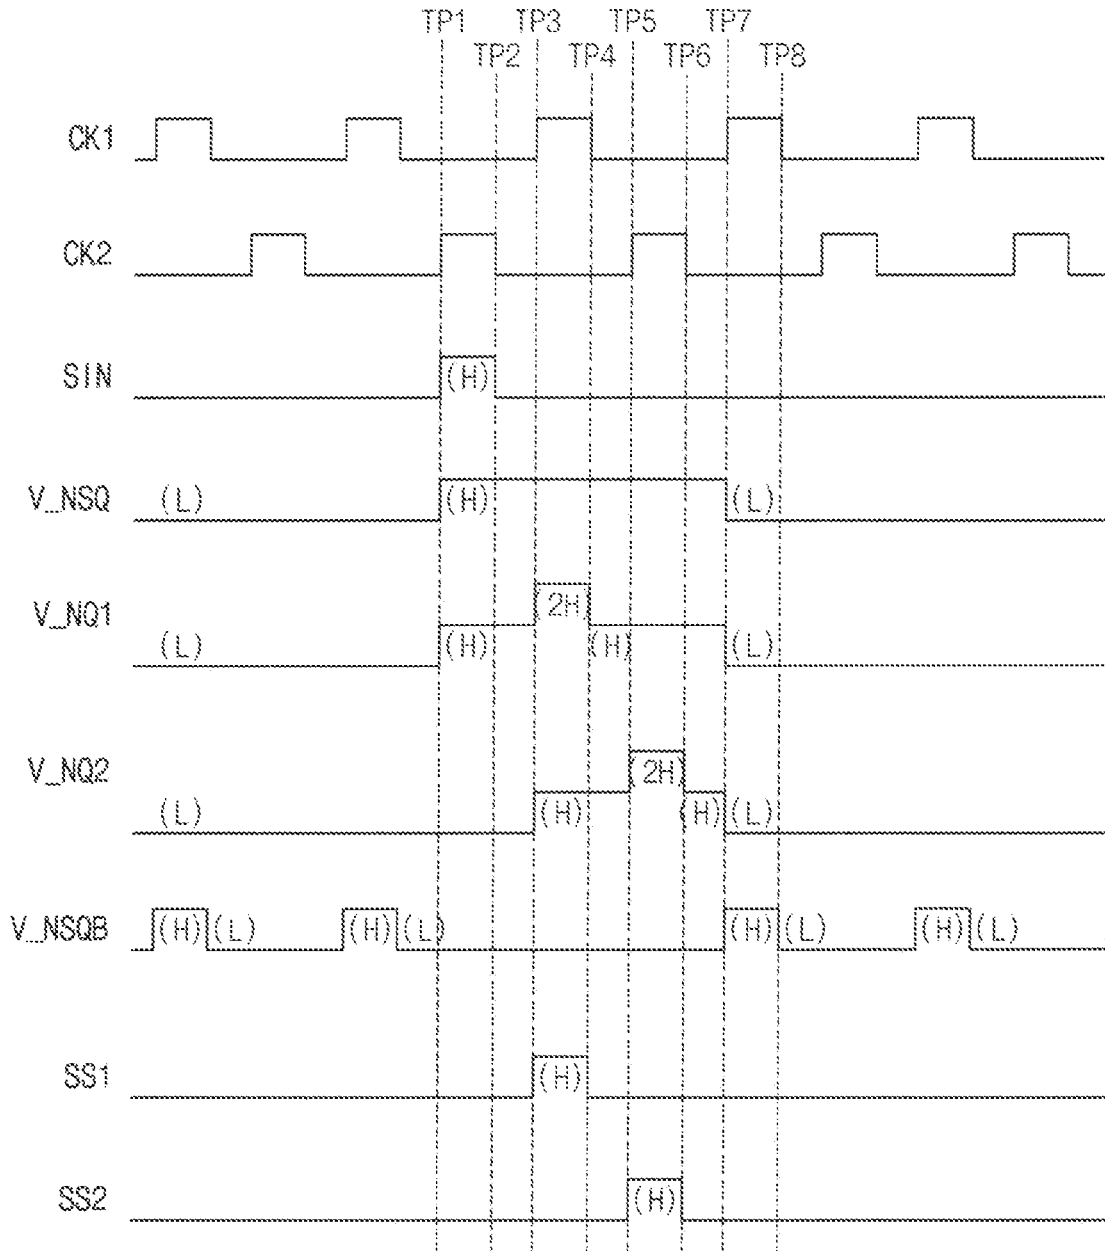 TP1 TP3 TP5 TP7
TP2 TP4 TP6 TP8
CK1
CK2
SIN (H)
V_NSQ (L) (H) (L)
V_NQ1 (L) (H) (2H) (H) (L)
V_NQ2 (L) (H) (2H) (H) (L)
V_NSQB (H) (L) (H) (L) (H) (L) (H) (L)
SS1 (H)
SS2 (H)